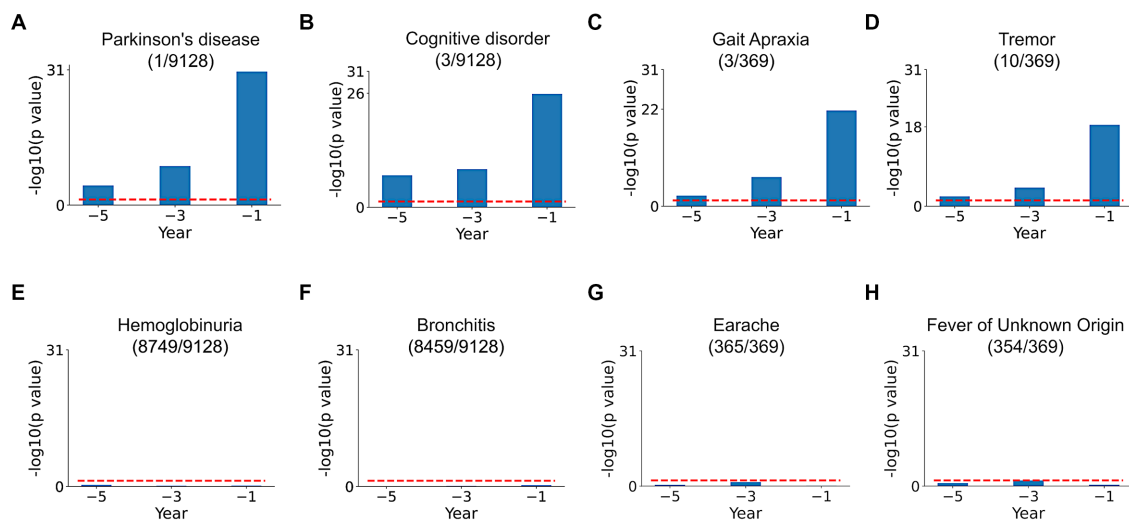 A
Parkinson's disease
(1/9128)
31
0
-log10(p value)
−5 −3 −1
Year
B
Cognitive disorder
(3/9128)
31
26
0
-log10(p value)
−5 −3 −1
Year
C
Gait Apraxia
(3/369)
31
22
0
-log10(p value)
−5 −3 −1
Year
D
Tremor
(10/369)
31
18
0
-log10(p value)
−5 −3 −1
Year
E
Hemoglobinuria
(8749/9128)
31
0
-log10(p value)
−5 −3 −1
Year
F
Bronchitis
(8459/9128)
31
0
-log10(p value)
−5 −3 −1
Year
G
Earache
(365/369)
31
0
-log10(p value)
−5 −3 −1
Year
H
Fever of Unknown Origin
(354/369)
31
0
-log10(p value)
−5 −3 −1
Year